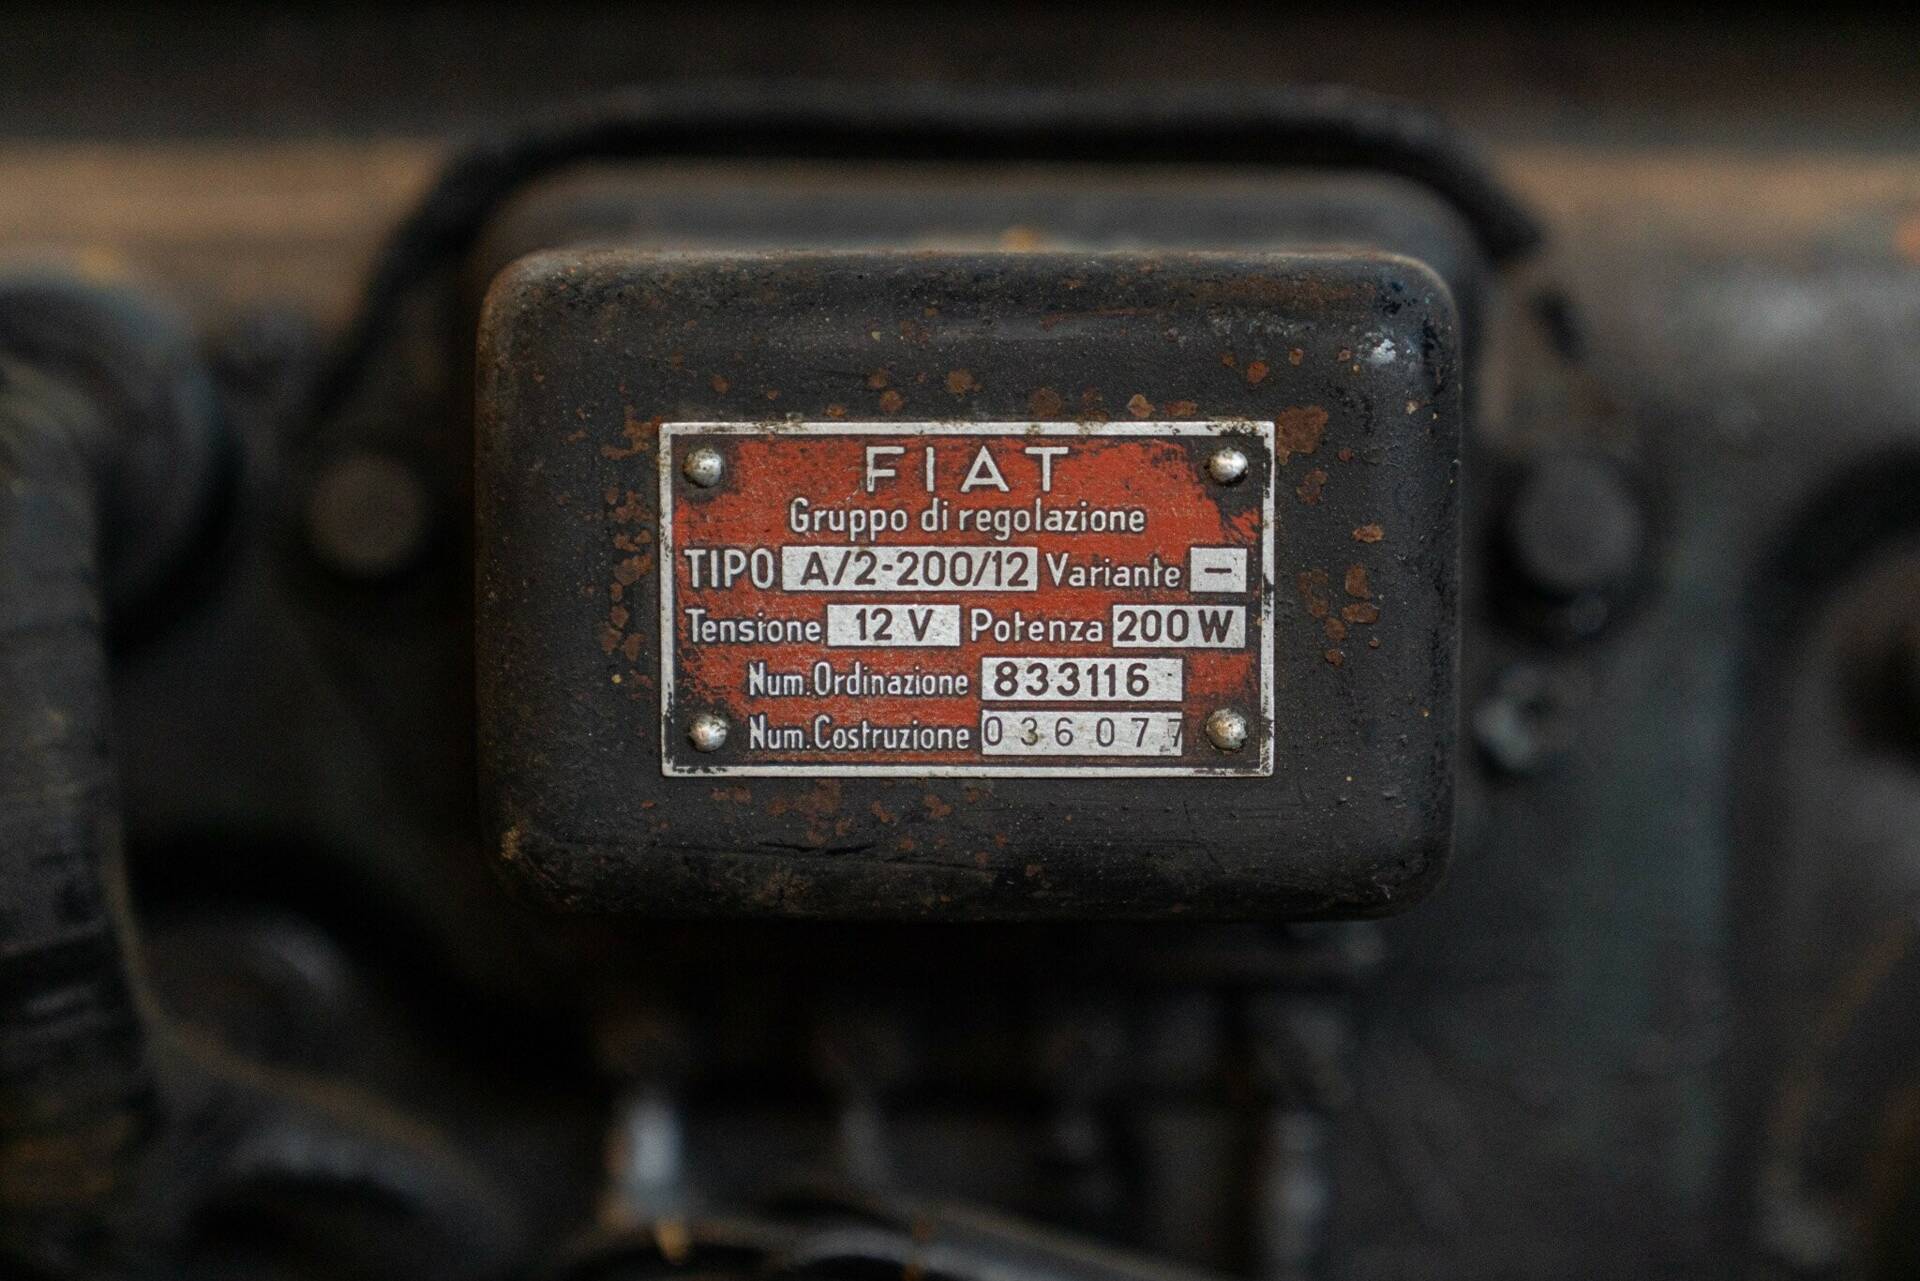 FIAT
Gruppo di regolazione
TIPO A/2-200/12 Variante –
Tensione 12 V Potenza 200 W
Num. Ordinazione 833116
Num. Costruzione 036077